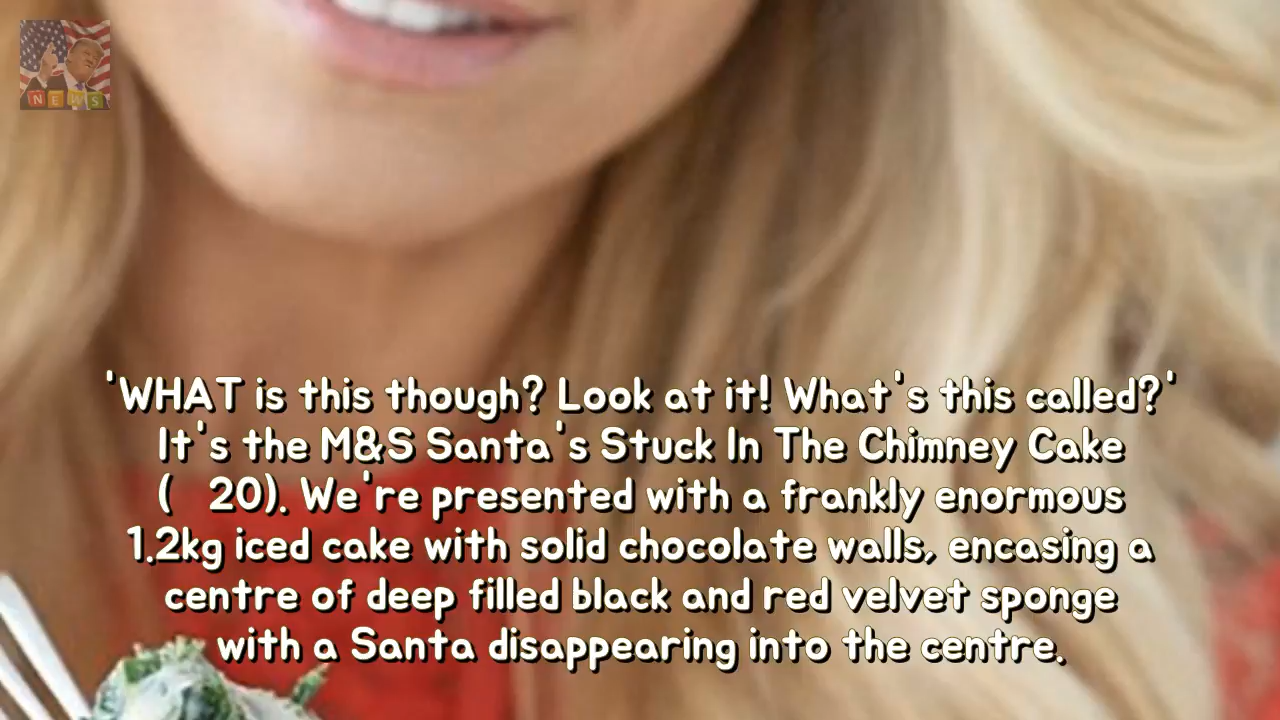 NEWS
'WHAT is this though? Look at it! What's this called?'
It's the M&S Santa's Stuck In The Chimney Cake
( 20). We're presented with a frankly enormous
1.2kg iced cake with solid chocolate walls, encasing a
centre of deep filled black and red velvet sponge
with a Santa disappearing into the centre.